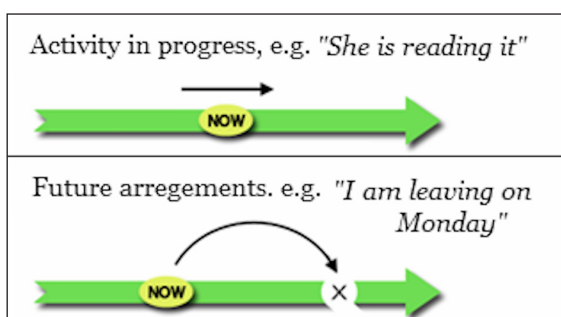 Activity in progress, e.g. "She is reading it"
NOW
Future arregements. e.g. "I am leaving on
Monday"
NOW
X